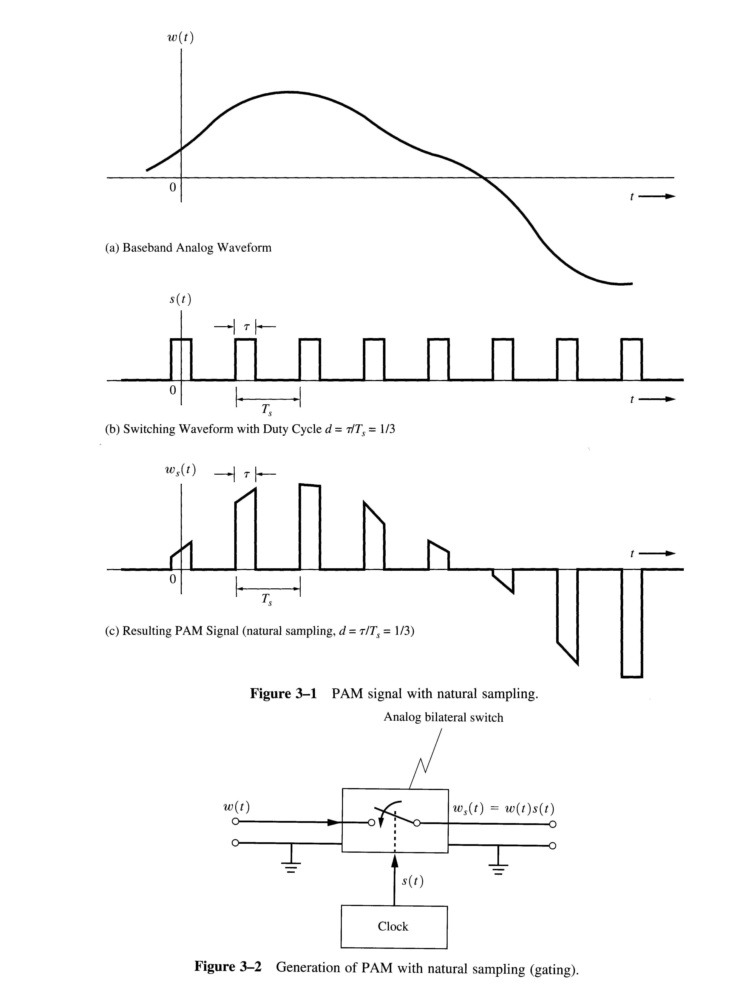 w(t)
0
t
(a) Baseband Analog Waveform
s(t)
τ
0
t
T_s
(b) Switching Waveform with Duty Cycle d = τ/T_s = 1/3
w_s(t)
τ
t
0
T_s
(c) Resulting PAM Signal (natural sampling, d = τ/T_s = 1/3)
Figure 3–1 PAM signal with natural sampling.
Analog bilateral switch
w(t)
w_s(t) = w(t)s(t)
s(t)
Clock
Figure 3–2 Generation of PAM with natural sampling (gating).